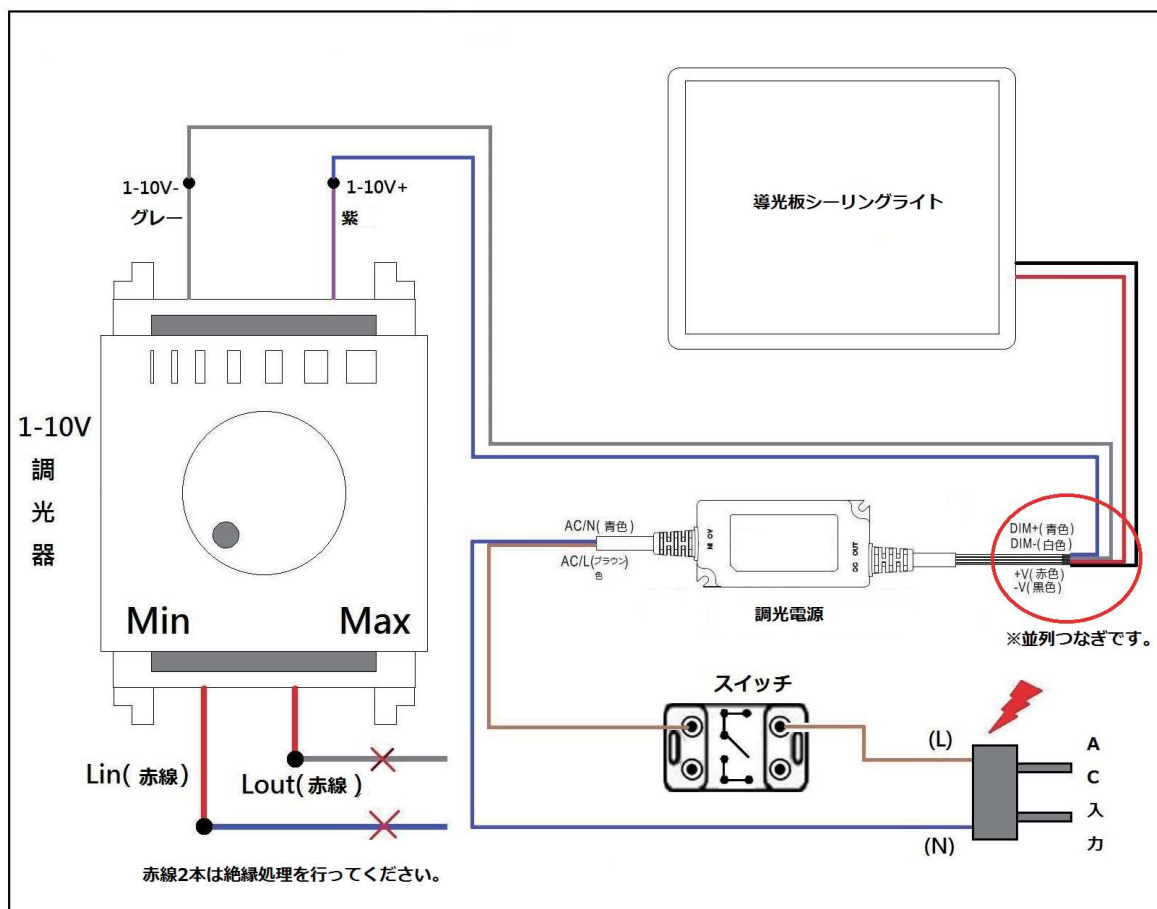 1-10V-
グレー
1-10V+
紫
導光板シーリングライト
1-10V
調
光
器
Min
Max
AC/N( 青色 )
AC/L(ブラウン)
色
AC IN
DC OUT
DIM+(青色)
DIM-(白色)
+V(赤色)
-V(黒色)
調光電源
※並列つなぎです。
スイッチ
(L)
(N)
A
C
入
力
Lin( 赤線 )
Lout( 赤線 )
赤線2本は絶縁処理を行ってください。